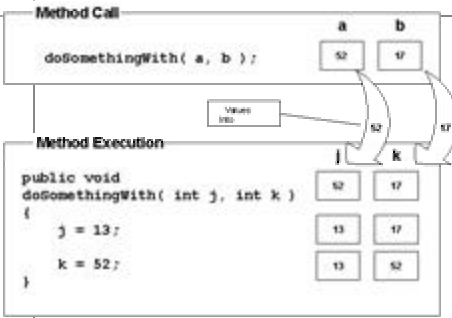 Method Call
a b
doSomethingWith( a, b );
52 17
Values
into
52
17
Method Execution
j k
public void
doSomethingWith( int j, int k )
52 17
{
j = 13;
13 17
k = 52;
13 52
}